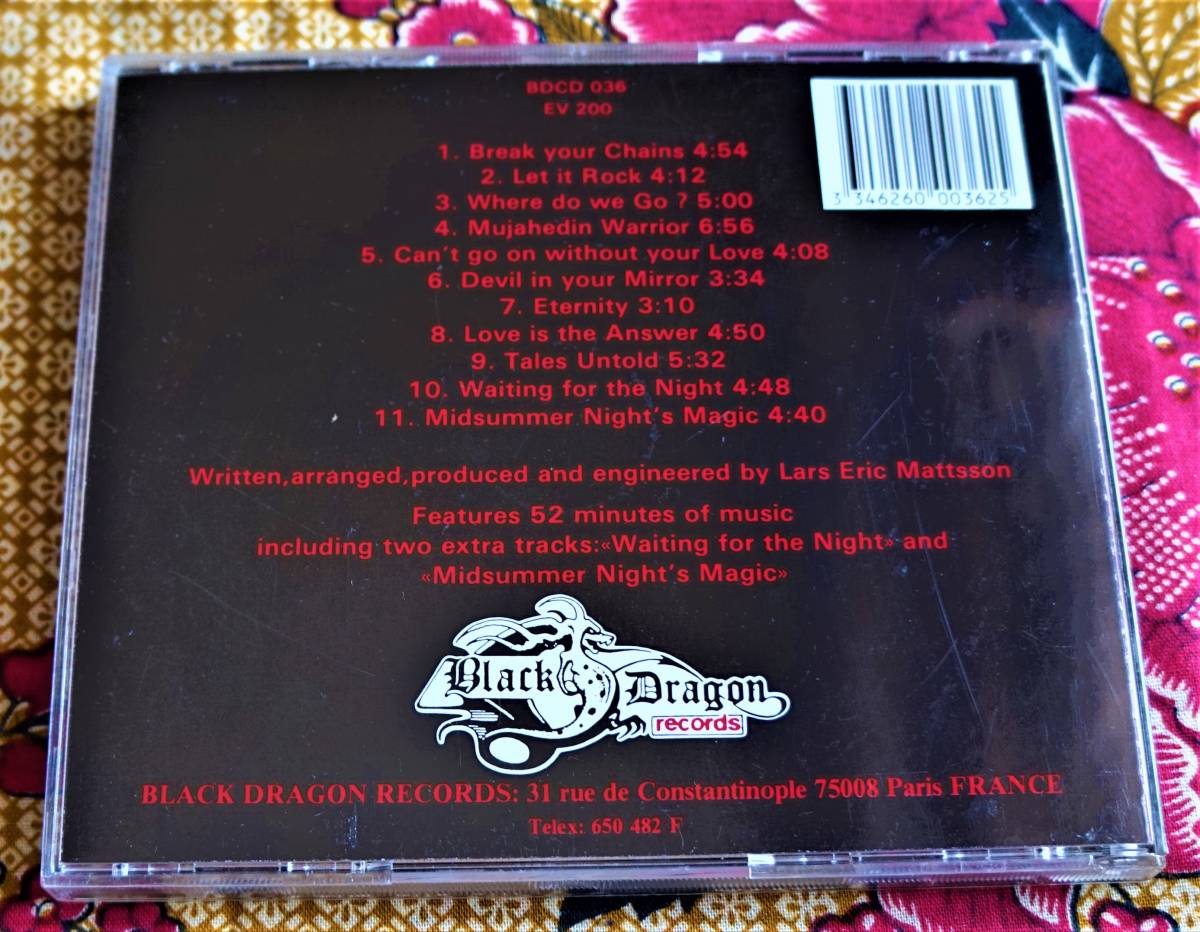 BDCD 036
EV 200
3 346260 003625
1. Break your Chains 4:54
2. Let it Rock 4:12
3. Where do we Go ? 5:00
4. Mujahedin Warrior 6:56
5. Can't go on without your Love 4:08
6. Devil in your Mirror 3:34
7. Eternity 3:10
8. Love is the Answer 4:50
9. Tales Untold 5:32
10. Waiting for the Night 4:48
11. Midsummer Night's Magic 4:40
Written,arranged,produced and engineered by Lars Eric Mattsson
Features 52 minutes of music
including two extra tracks:«Waiting for the Night» and
«Midsummer Night's Magic»
Black Dragon
records
BLACK DRAGON RECORDS: 31 rue de Constantinople 75008 Paris FRANCE
Telex: 650 482 F